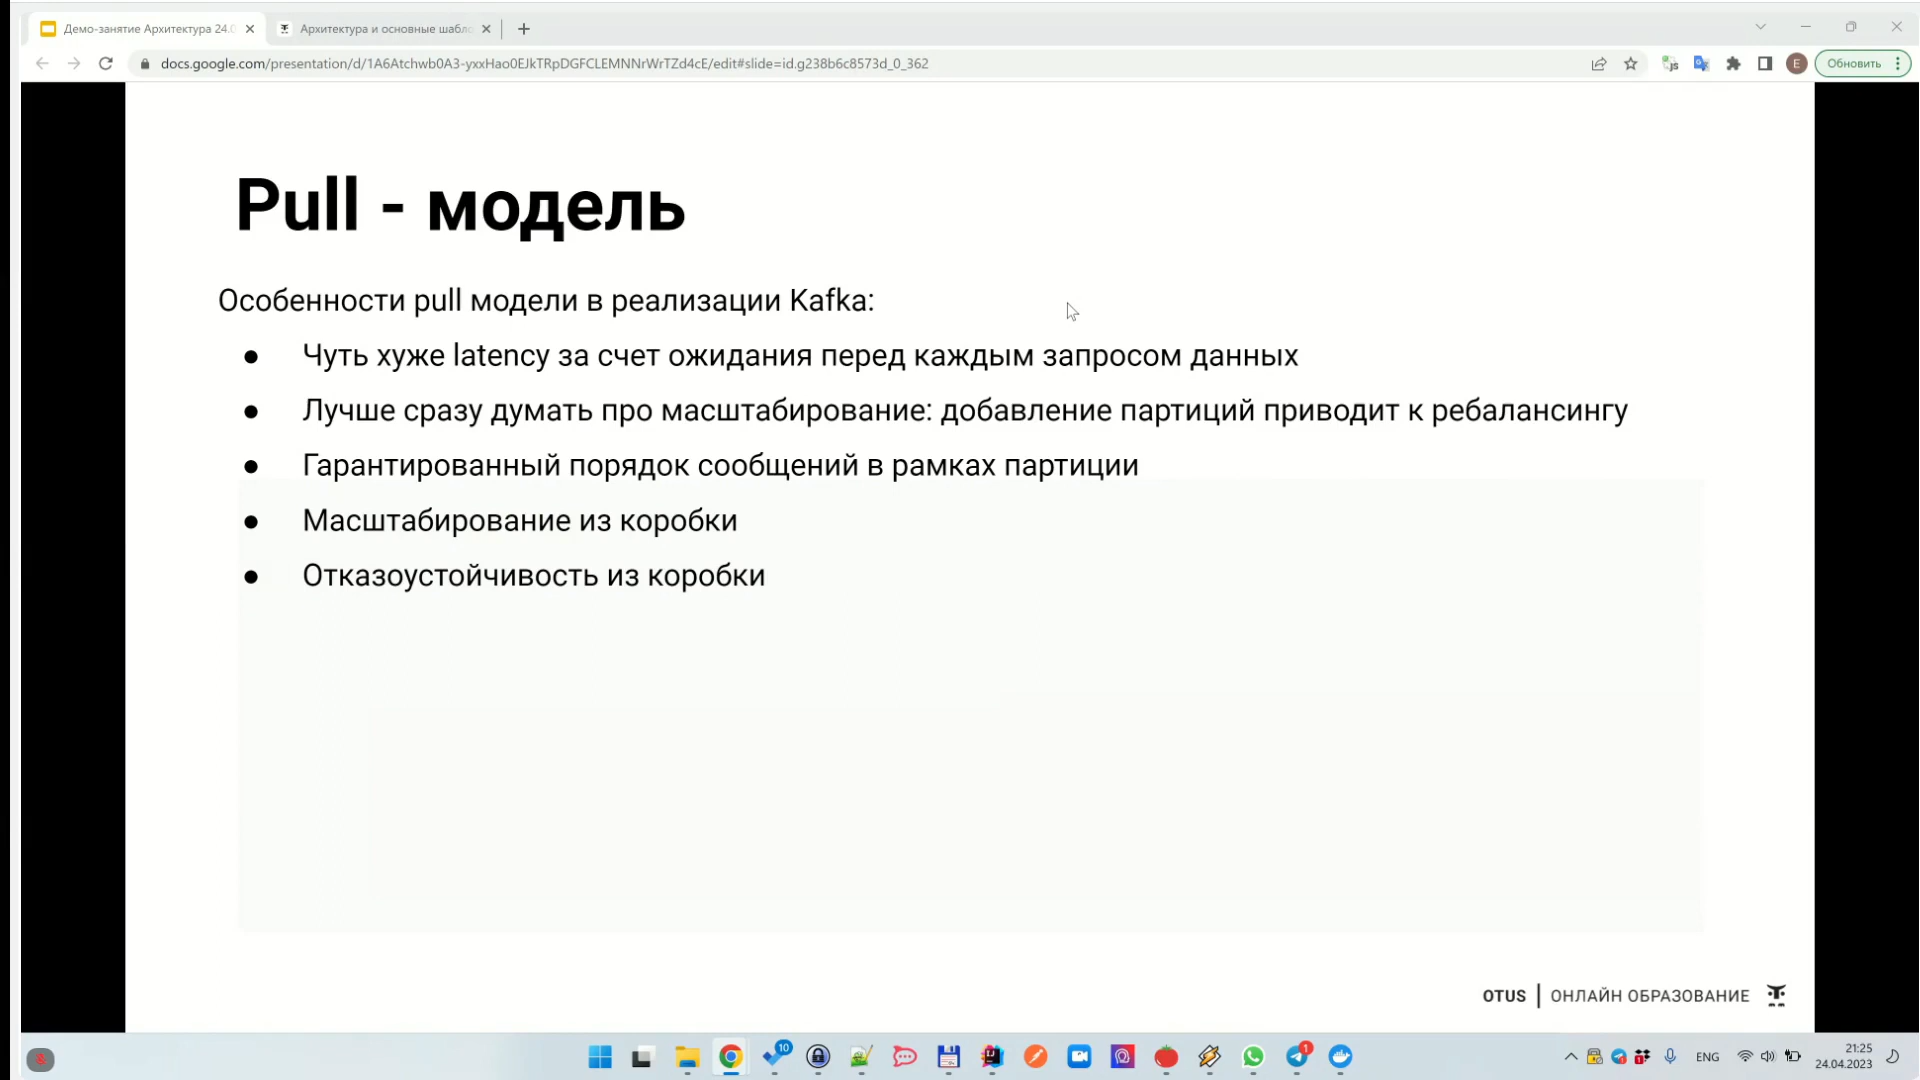 Демо-занятие Архитектура 24.0
Архитектура и основные шабло
docs.google.com/presentation/d/1A6Atchwb0A3-yxxHao0EJkTRpDGFCLEMNNrWrTZd4cE/edit#slide=id.g238b6c8573d_0_362
E
Обновить
Pull - модель
Особенности pull модели в реализации Kafka:
● Чуть хуже latency за счет ожидания перед каждым запросом данных
● Лучше сразу думать про масштабирование: добавление партиций приводит к ребалансингу
● Гарантированный порядок сообщений в рамках партиции
● Масштабирование из коробки
● Отказоустойчивость из коробки
OTUS | ОНЛАЙН ОБРАЗОВАНИЕ
10
1
ENG
21:25
24.04.2023